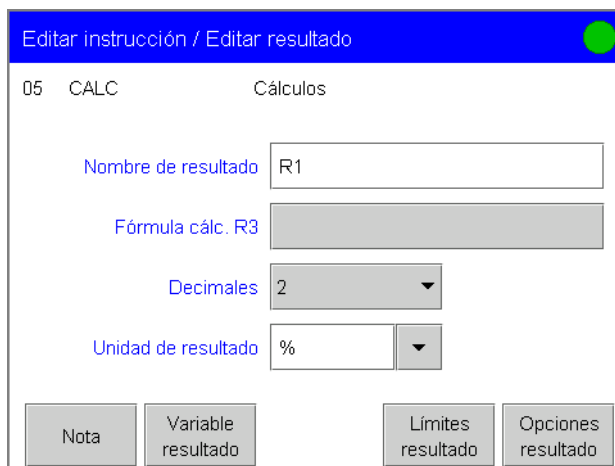 Editar instrucción / Editar resultado
05 CALC Cálculos
Nombre de resultado R1
Fórmula cálc. R3
Decimales 2
Unidad de resultado %
Nota
Variable
resultado
Límites
resultado
Opciones
resultado